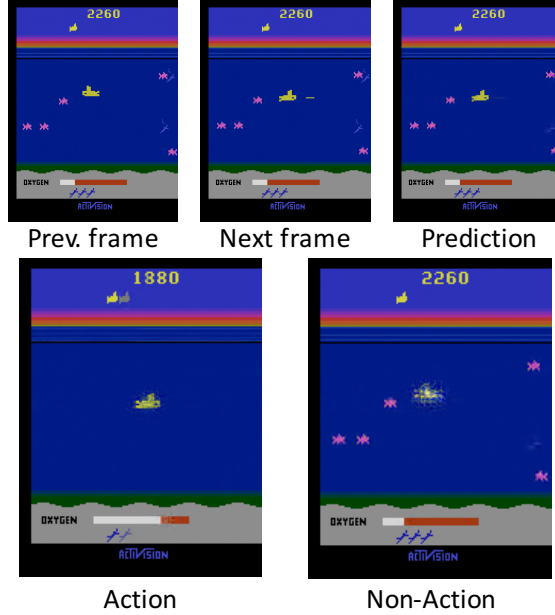 2260 2260 2260
OXYGEN OXYGEN OXYGEN
ACTIVISION ACTIVISION ACTIVISION
Prev. frame Next frame Prediction
1880 2260
OXYGEN OXYGEN
ACTIVISION ACTIVISION
Action Non-Action